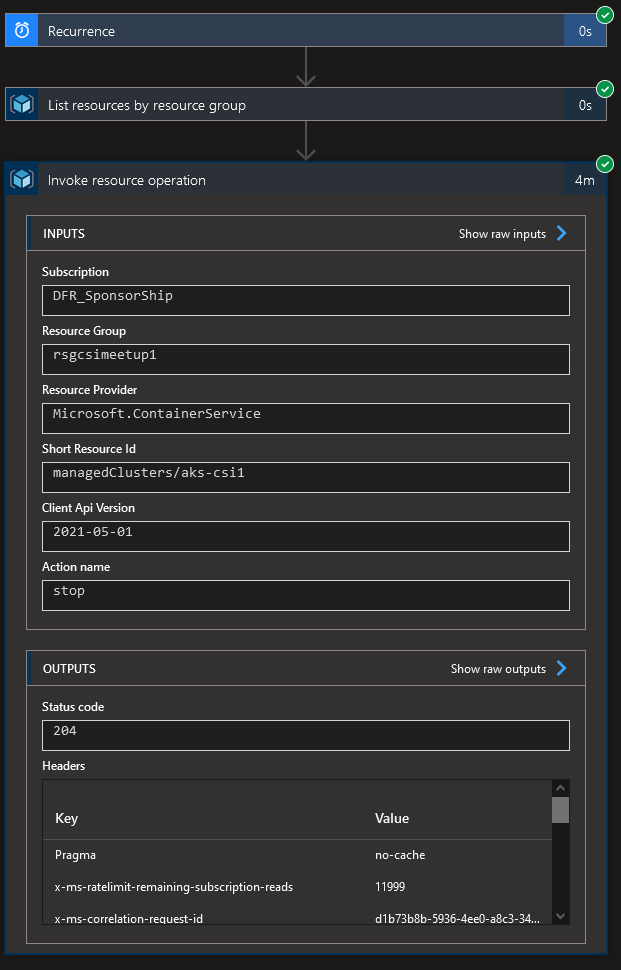 Recurrence 0s
List resources by resource group 0s
Invoke resource operation 4m
INPUTS Show raw inputs
Subscription
DFR_SponsorShip
Resource Group
rsgcsimeetup1
Resource Provider
Microsoft.ContainerService
Short Resource Id
managedClusters/aks-csi1
Client Api Version
2021-05-01
Action name
stop
OUTPUTS Show raw outputs
Status code
204
Headers
Key Value
Pragma no-cache
x-ms-ratelimit-remaining-subscription-reads 11999
x-ms-correlation-request-id d1b73b8b-5936-4ee0-a8c3-34...